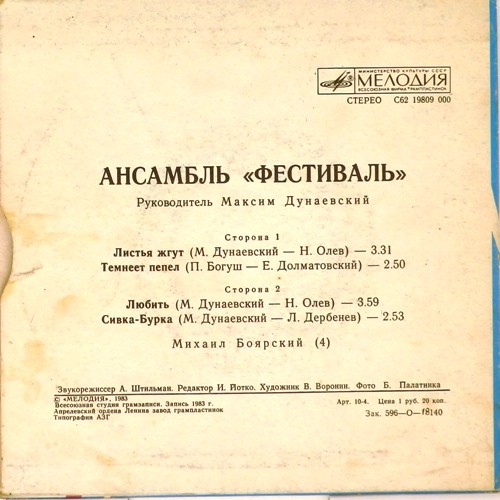 МИНИСТЕРСТВО КУЛЬТУРЫ СССР
МЕЛОДИЯ
ВСЕСОЮЗНАЯ ФИРМА ГРАМПЛАСТИНОК
СТЕРЕО С62 19809 000
АНСАМБЛЬ «ФЕСТИВАЛЬ»
Руководитель Максим Дунаевский
Сторона 1
Листья жгут (М. Дунаевский — Н. Олев) — 3.31
Темнеет пепел (П. Богуш — Е. Долматовский) — 2.50
Сторона 2
Любить (М. Дунаевский — Н. Олев) — 3.59
Сивка-Бурка (М. Дунаевский — Л. Дербенев) — 2.53
Михаил Боярский (4)
Звукорежиссер А. Штильман. Редактор И. Йотко. Художник В. Воронин. Фото Б. Палатника
© «МЕЛОДИЯ», 1983
Всесоюзная студия грамзаписи. Запись 1983 г.
Апрелевский ордена Ленина завод грампластинок
Типография АЗГ
Арт. 10-4. Цена 1 руб. 20 коп.
Зак. 596—О—18140